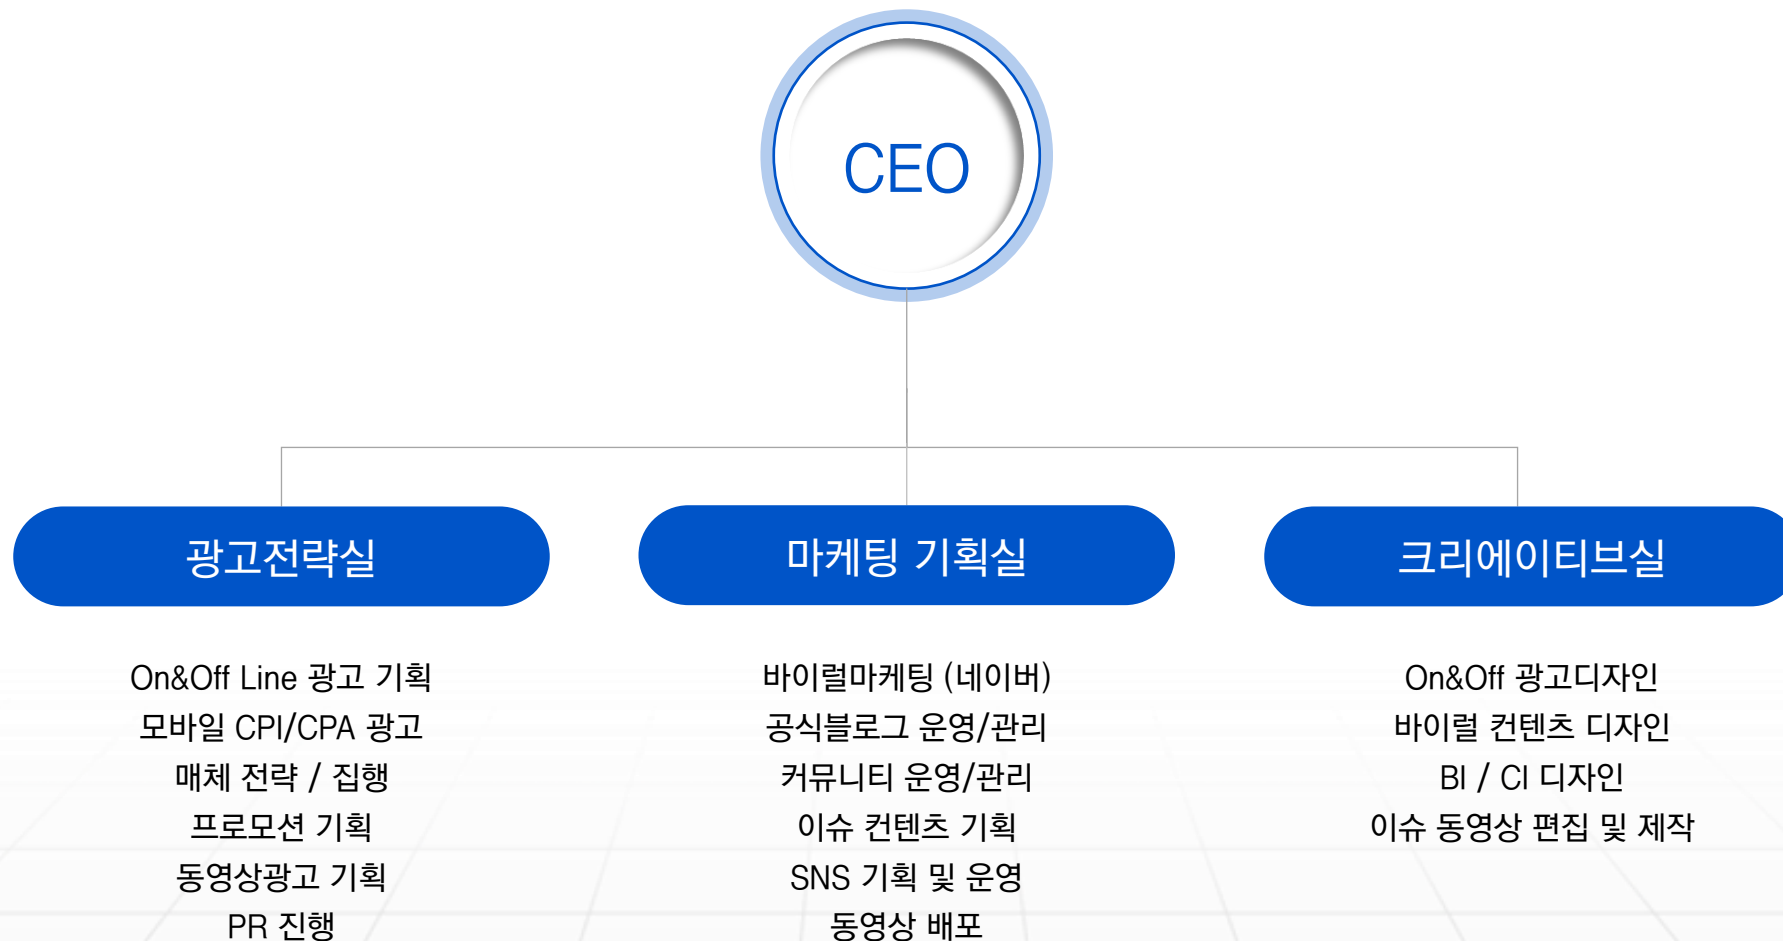 CEO
광고전략실
On&Off Line 광고 기획
모바일 CPI/CPA 광고
매체 전략 / 집행
프로모션 기획
동영상광고 기획
PR 진행
마케팅 기획실
바이럴마케팅 (네이버)
공식블로그 운영/관리
커뮤니티 운영/관리
이슈 컨텐츠 기획
SNS 기획 및 운영
동영상 배포
크리에이티브실
On&Off 광고디자인
바이럴 컨텐츠 디자인
BI / CI 디자인
이슈 동영상 편집 및 제작